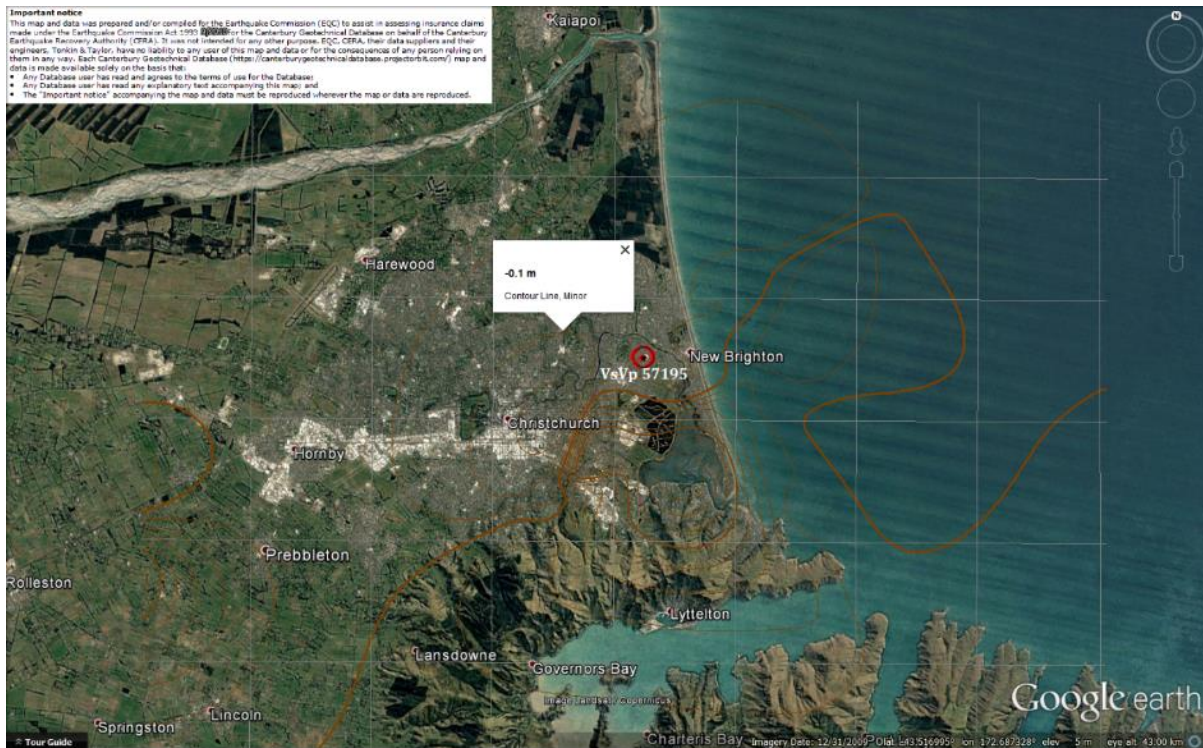 Important notice
This map and data was prepared and/or compiled for the Earthquake Commission (EQC) to assist in assessing insurance claims
made under the Earthquake Commission Act 1993 for the Canterbury Geotechnical Database on behalf of the Canterbury
Earthquake Recovery Authority (CERA). It was not intended for any other purpose. EQC, CERA, their data suppliers and their
engineers, Tonkin & Taylor, have no liability to any user of this map and data or for the consequences of any person relying on
them in any way. Each Canterbury Geotechnical Database (https://canterburygeotechnicaldatabase.projectorbit.com/) map and
data is made available solely on the basis that:
▪ Any Database user has read and agrees to the terms of use for the Database;
▪ Any Database user has read any explanatory text accompanying this map; and
▪ The "Important notice" accompanying the map and data must be reproduced wherever the map or data are reproduced.
Kaiapoi
N
Harewood
-0.1 m
Contour Line, Minor
New Brighton
VsVp 57195
Christchurch
Hornby
Prebbleton
Rolleston
Lyttelton
Lansdowne
Governors Bay
Image Landsat / Copernicus
Google earth
Lincoln
Springston
Tour Guide
Charteris Bay
Imagery Date: 12/31/2009 lat -43.516995° lon 172.687328° elev 5 m eye alt 43.00 km